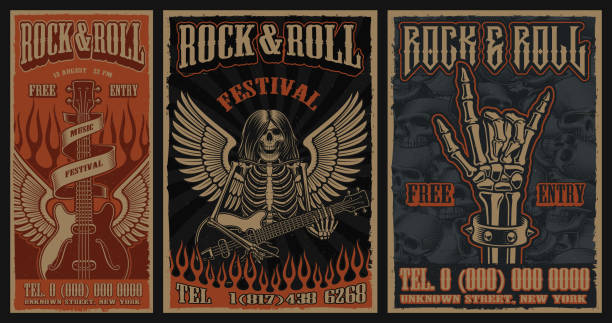 ROCK & ROLL
13 AUGUST 22 PM
FREE ENTRY
MUSIC
FESTIVAL
TEL. 0 (000) 000 0000
UNKNOWN STREET, NEW YORK
ROCK & ROLL
FESTIVAL
TEL 1 (817) 438 6268
ROCK & ROLL
FREE ENTRY
TEL. 0 (000) 000 0000
UNKNOWN STREET, NEW YORK